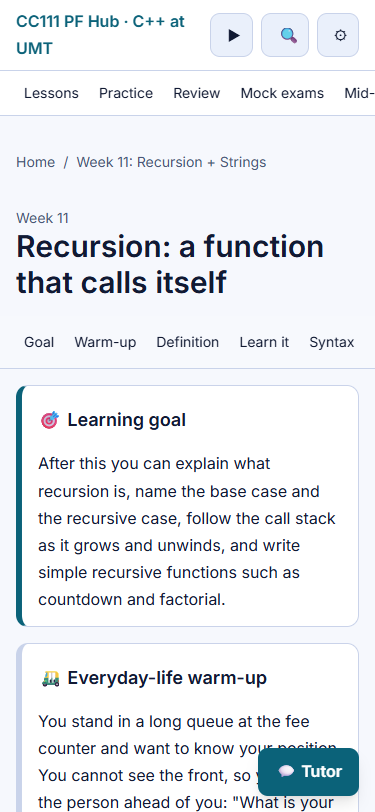 CC111 PF Hub · C++ at
UMT
Lessons Practice Review Mock exams Mid-
Home / Week 11: Recursion + Strings
Week 11
Recursion: a function
that calls itself
Goal Warm-up Definition Learn it Syntax
Learning goal
After this you can explain what
recursion is, name the base case and
the recursive case, follow the call stack
as it grows and unwinds, and write
simple recursive functions such as
countdown and factorial.
Everyday-life warm-up
You stand in a long queue at the fee
counter and want to know your position.
You cannot see the front, so
Tutor
the person ahead of you: "What is your